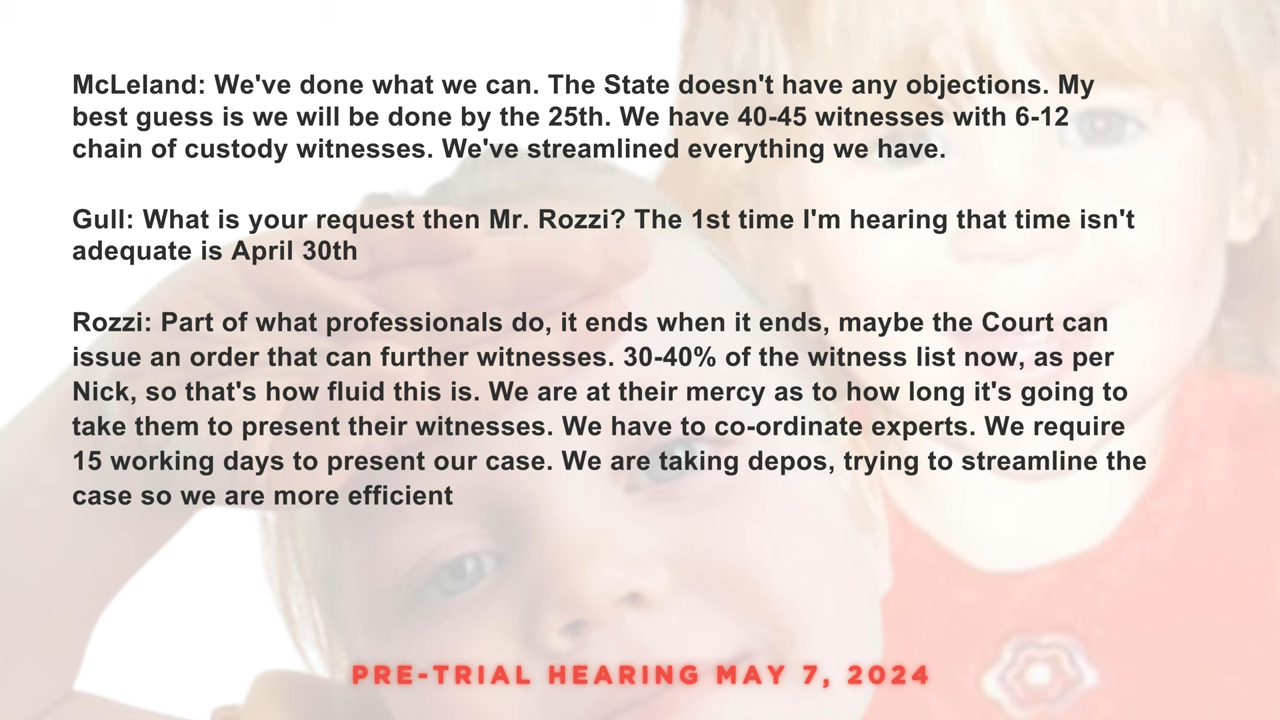 McLeland: We've done what we can. The State doesn't have any objections. My
best guess is we will be done by the 25th. We have 40-45 witnesses with 6-12
chain of custody witnesses. We've streamlined everything we have.
Gull: What is your request then Mr. Rozzi? The 1st time I'm hearing that time isn't
adequate is April 30th
Rozzi: Part of what professionals do, it ends when it ends, maybe the Court can
issue an order that can further witnesses. 30-40% of the witness list now, as per
Nick, so that's how fluid this is. We are at their mercy as to how long it's going to
take them to present their witnesses. We have to co-ordinate experts. We require
15 working days to present our case. We are taking depos, trying to streamline the
case so we are more efficient
PRE-TRIAL HEARING MAY 7, 2024